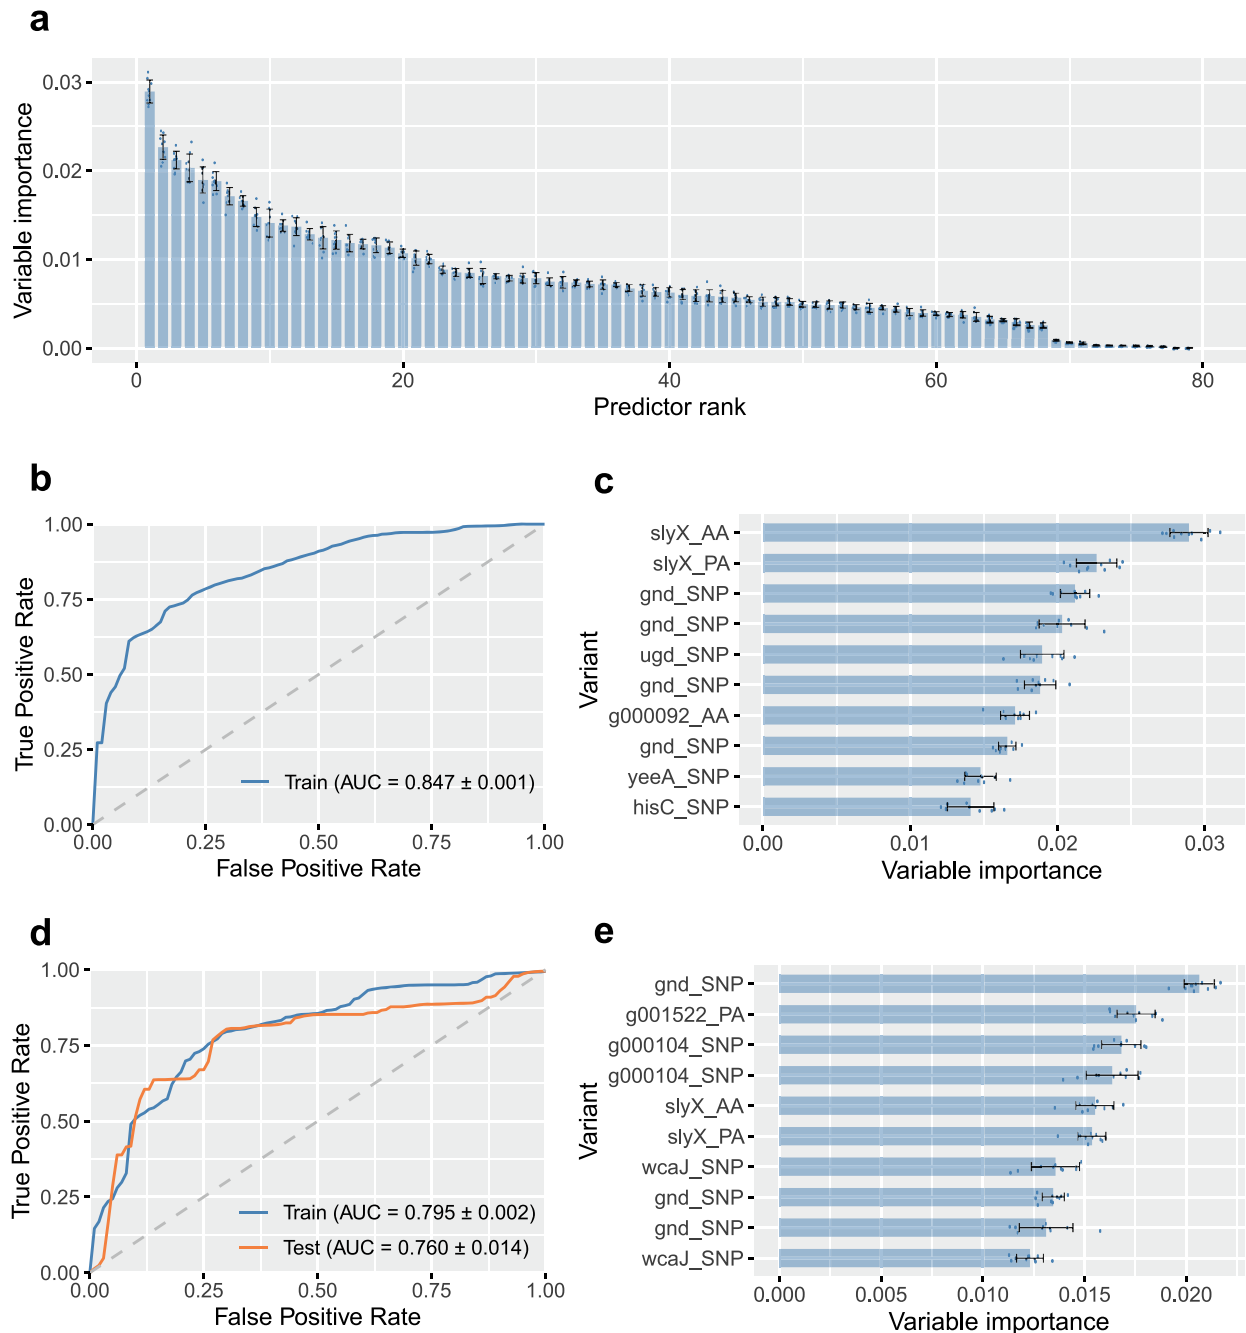 a
Variable importance
0.03
0.02
0.01
0.00
0
20
40
60
80
Predictor rank
b
True Positive Rate
1.00
0.75
0.50
0.25
0.00
Train (AUC = 0.847 ± 0.001)
0.00
0.25
0.50
0.75
1.00
False Positive Rate
c
Variant
slyX_AA
slyX_PA
gnd_SNP
gnd_SNP
ugd_SNP
gnd_SNP
g000092_AA
gnd_SNP
yeeA_SNP
hisC_SNP
0.00
0.01
0.02
0.03
Variable importance
d
True Positive Rate
1.00
0.75
0.50
0.25
0.00
Train (AUC = 0.795 ± 0.002)
Test (AUC = 0.760 ± 0.014)
0.00
0.25
0.50
0.75
1.00
False Positive Rate
e
Variant
gnd_SNP
g001522_PA
g000104_SNP
g000104_SNP
slyX_AA
slyX_PA
wcaJ_SNP
gnd_SNP
gnd_SNP
wcaJ_SNP
0.000
0.005
0.010
0.015
0.020
Variable importance